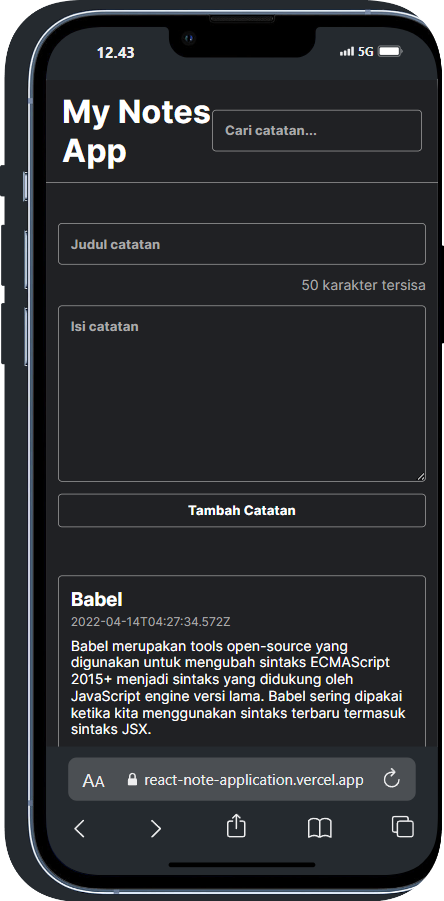 12.43
5G
My Notes
App
Cari catatan...
Judul catatan
50 karakter tersisa
Isi catatan
Tambah Catatan
Babel
2022-04-14T04:27:34.572Z
Babel merupakan tools open-source yang
digunakan untuk mengubah sintaks ECMAScript
2015+ menjadi sintaks yang didukung oleh
JavaScript engine versi lama. Babel sering dipakai
ketika kita menggunakan sintaks terbaru termasuk
sintaks JSX.
AA react-note-application.vercel.app